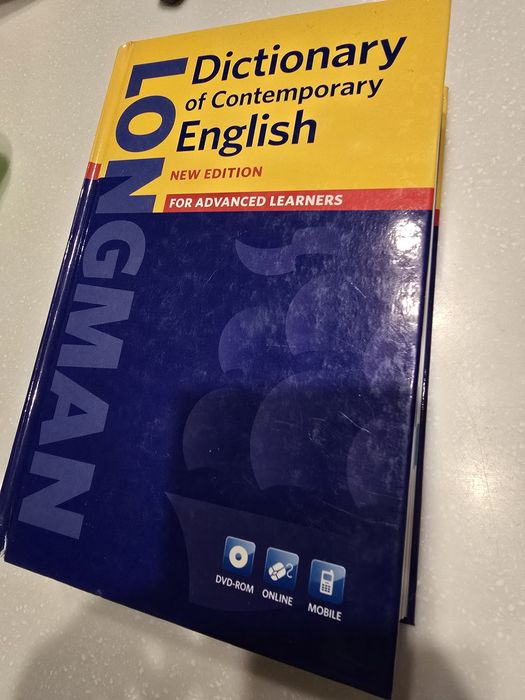 LONGMAN
Dictionary
of Contemporary
English
NEW EDITION
FOR ADVANCED LEARNERS
DVD-ROM
ONLINE
MOBILE